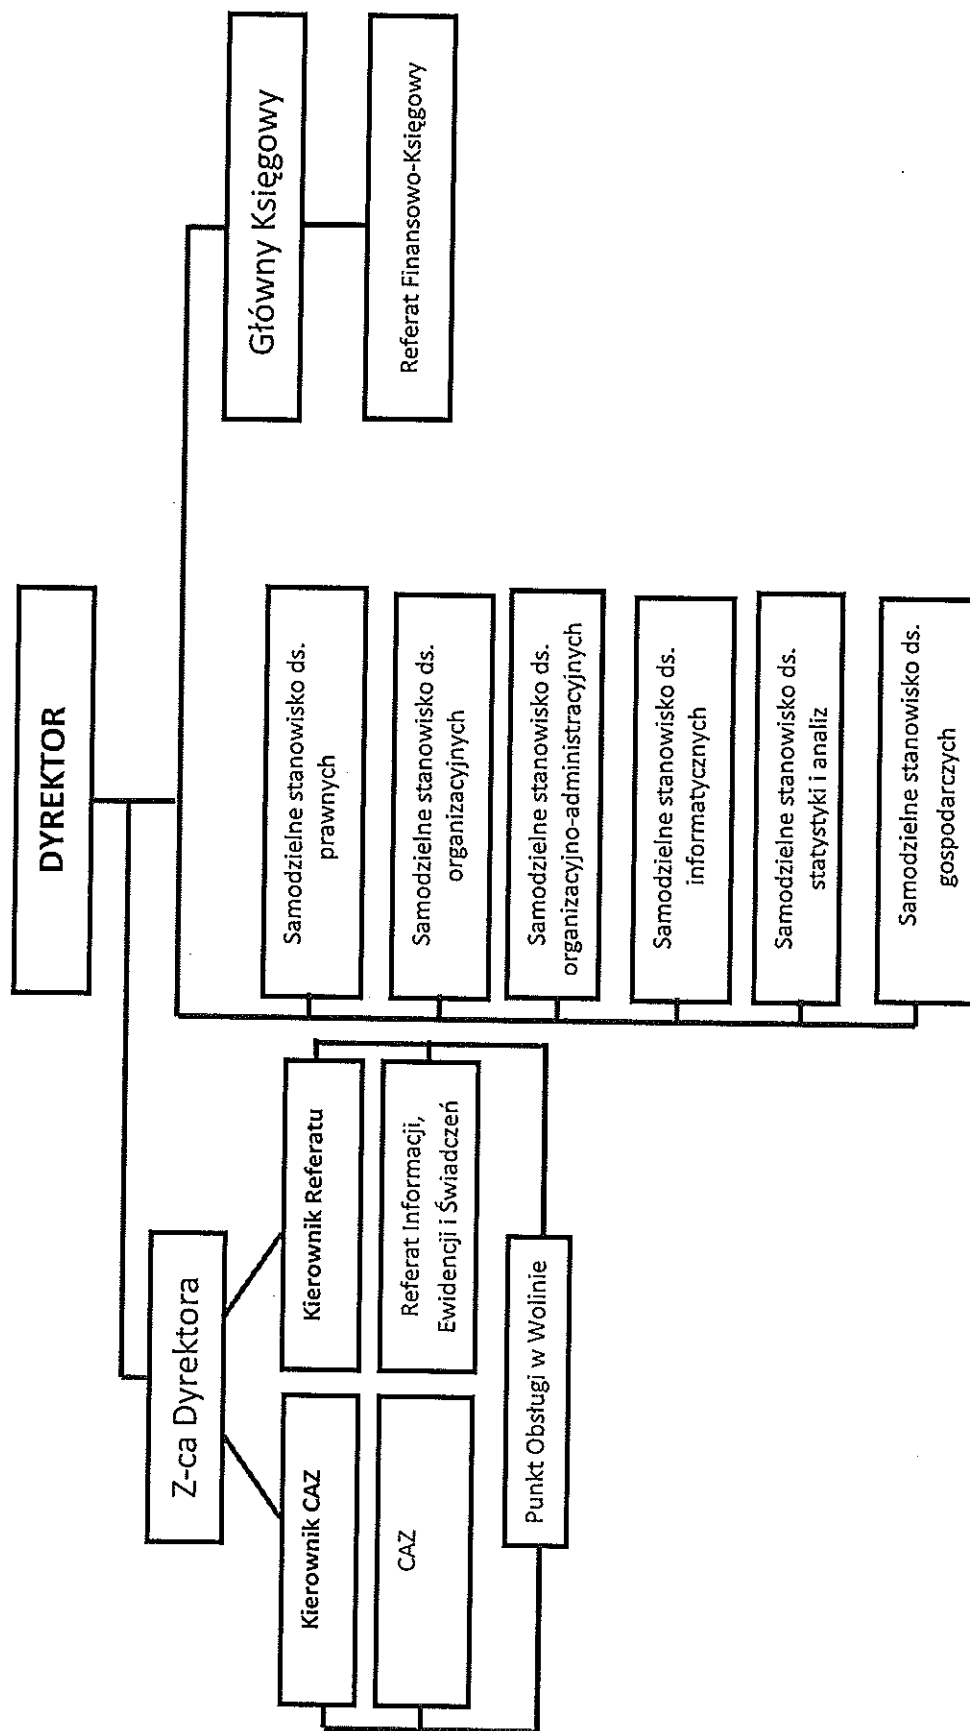 DYREKTOR
Z-ca Dyrektora
Główny Księgowy
Kierownik CAZ
Kierownik Referatu
CAZ
Referat Informacji,
Ewidencji i Świadczeń
Punkt Obsługi w Wolinie
Samodzielne stanowisko ds.
prawnych
Samodzielne stanowisko ds.
organizacyjnych
Samodzielne stanowisko ds.
organizacyjno-administracyjnych
Samodzielne stanowisko ds.
informatycznych
Samodzielne stanowisko ds.
statystyki i analiz
Samodzielne stanowisko ds.
gospodarczych
Referat Finansowo-Księgowy